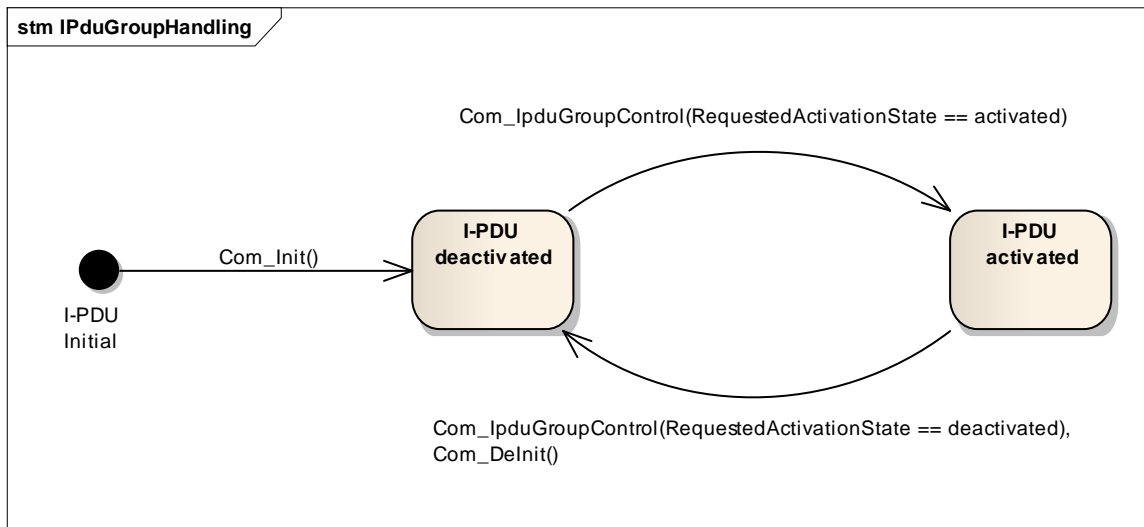 stm IPduGroupHandling
Com_IpduGroupControl(RequestedActivationState == activated)
I-PDU
deactivated
I-PDU
activated
Com_Init()
I-PDU
Initial
Com_IpduGroupControl(RequestedActivationState == deactivated),
Com_DeInit()